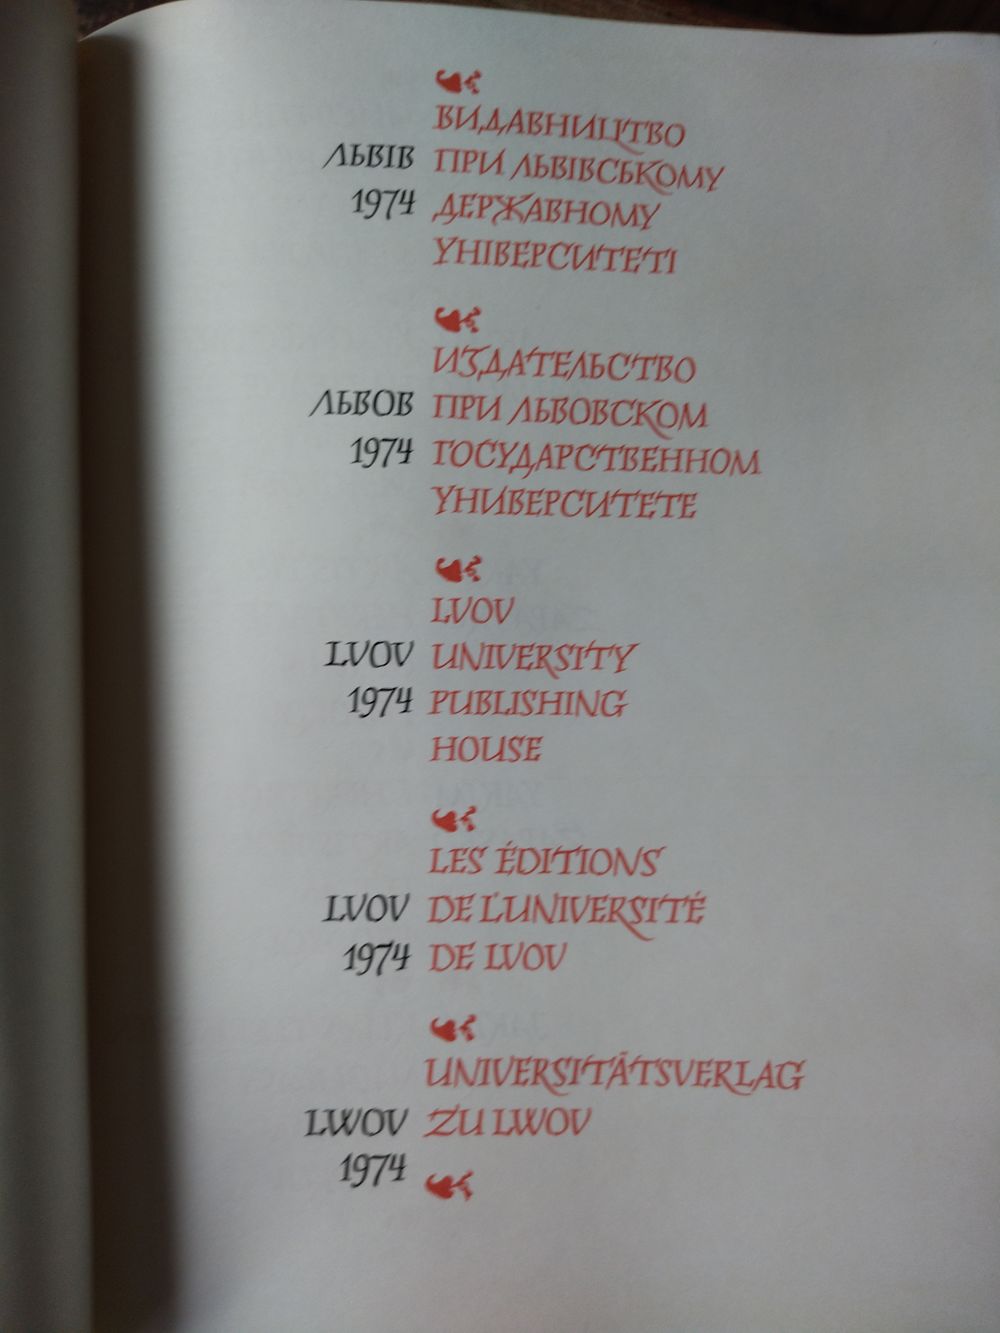 ВИДАВНИЦТВО
ЛЬВІВ ПРИ ЛЬВІВСЬКОМУ
1974 ДЕРЖАВНОМУ
УНІВЕРСИТЕТІ
ИЗДАТЕЛЬСТВО
ЛЬВОВ ПРИ ЛЬВОВСКОМ
1974 ГОСУДАРСТВЕННОМ
УНИВЕРСИТЕТЕ
LVOV
LVOV UNIVERSITY
1974 PUBLISHING
HOUSE
LES ÉDITIONS
LVOV DE L'UNIVERSITÉ
1974 DE LVOV
UNIVERSITÄTSVERLAG
LWOV ZU LWOV
1974